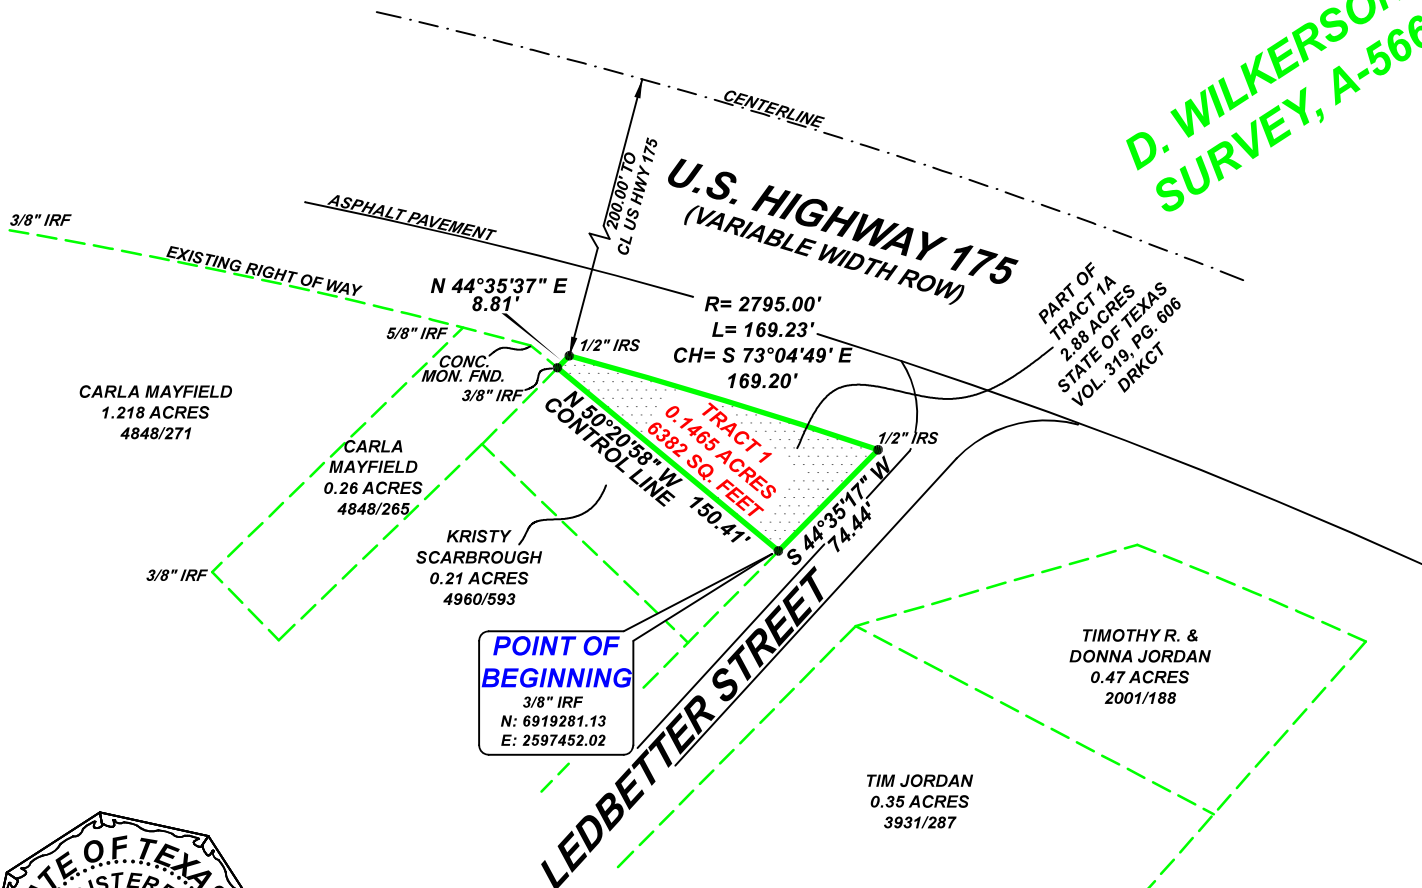 D. WILKERSON
SURVEY, A-566
CENTERLINE
200.00' TO
CL US HWY 175
U.S. HIGHWAY 175
(VARIABLE WIDTH ROW)
ASPHALT PAVEMENT
3/8" IRF
EXISTING RIGHT OF WAY
N 44°35'37" E
8.81'
R= 2795.00'
L= 169.23'
CH= S 73°04'49' E
169.20'
PART OF
TRACT 1A
2.88 ACRES
STATE OF TEXAS
VOL. 319, PG. 606
DRKCT
5/8" IRF
1/2" IRS
CONC.
MON. FND.
3/8" IRF
CARLA MAYFIELD
1.218 ACRES
4848/271
N 50°20'58" W 150.41'
CONTROL LINE
TRACT 1
0.1465 ACRES
6382 SQ. FEET
1/2" IRS
S 44°35'17" W
74.44'
CARLA
MAYFIELD
0.26 ACRES
4848/265
KRISTY
SCARBROUGH
0.21 ACRES
4960/593
3/8" IRF
POINT OF
BEGINNING
3/8" IRF
N: 6919281.13
E: 2597452.02
LEDBETTER STREET
TIMOTHY R. &
DONNA JORDAN
0.47 ACRES
2001/188
TIM JORDAN
0.35 ACRES
3931/287
ATE OF TEXAS